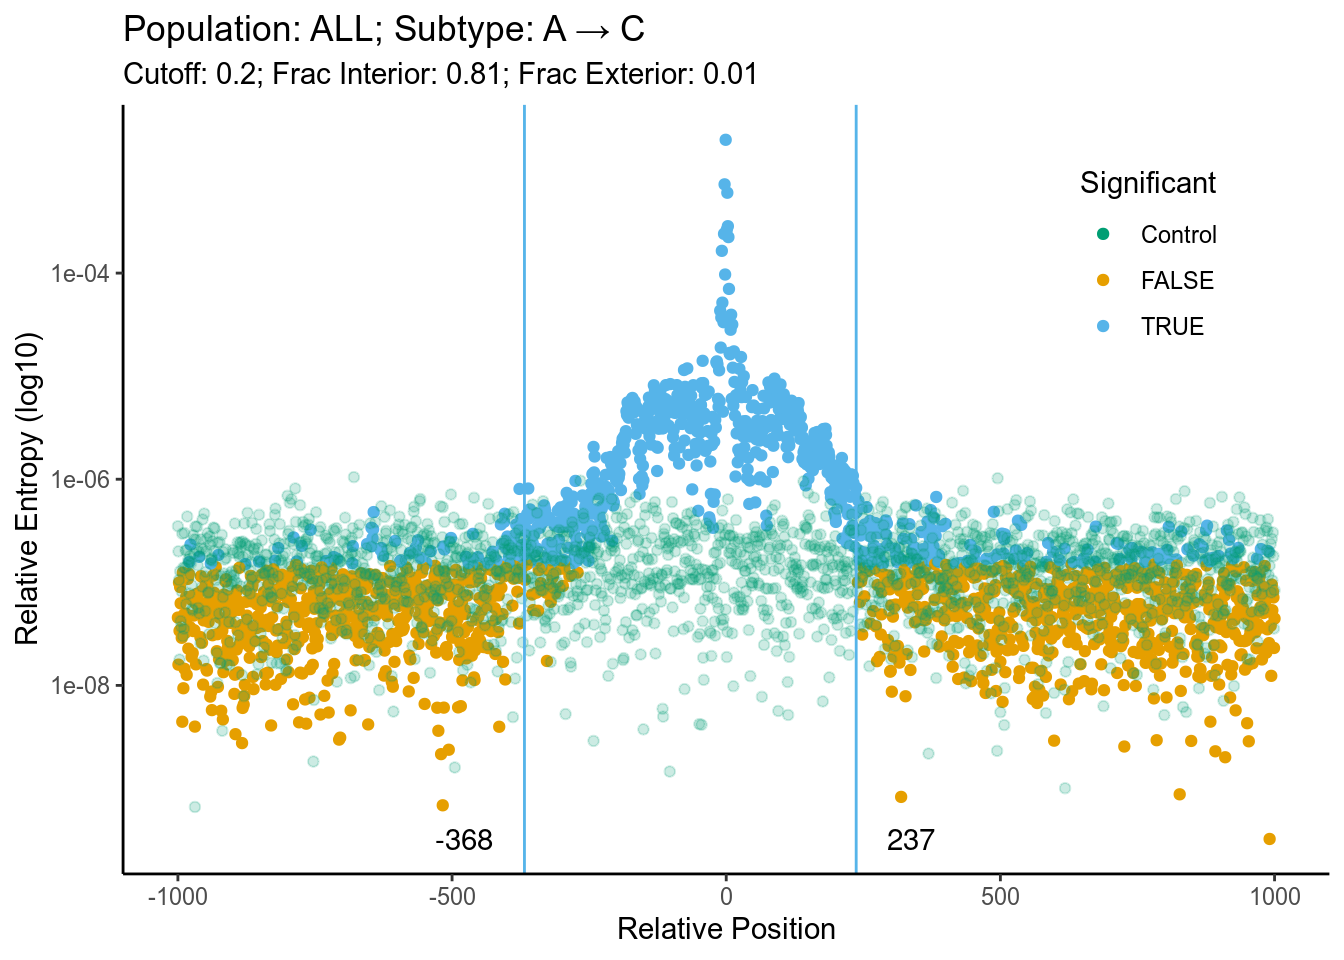 Population: ALL; Subtype: A → C
Cutoff: 0.2; Frac Interior: 0.81; Frac Exterior: 0.01
Significant
Control
FALSE
TRUE
Relative Entropy (log10)
1e-04
1e-06
1e-08
-368
237
-1000
-500
0
500
1000
Relative Position